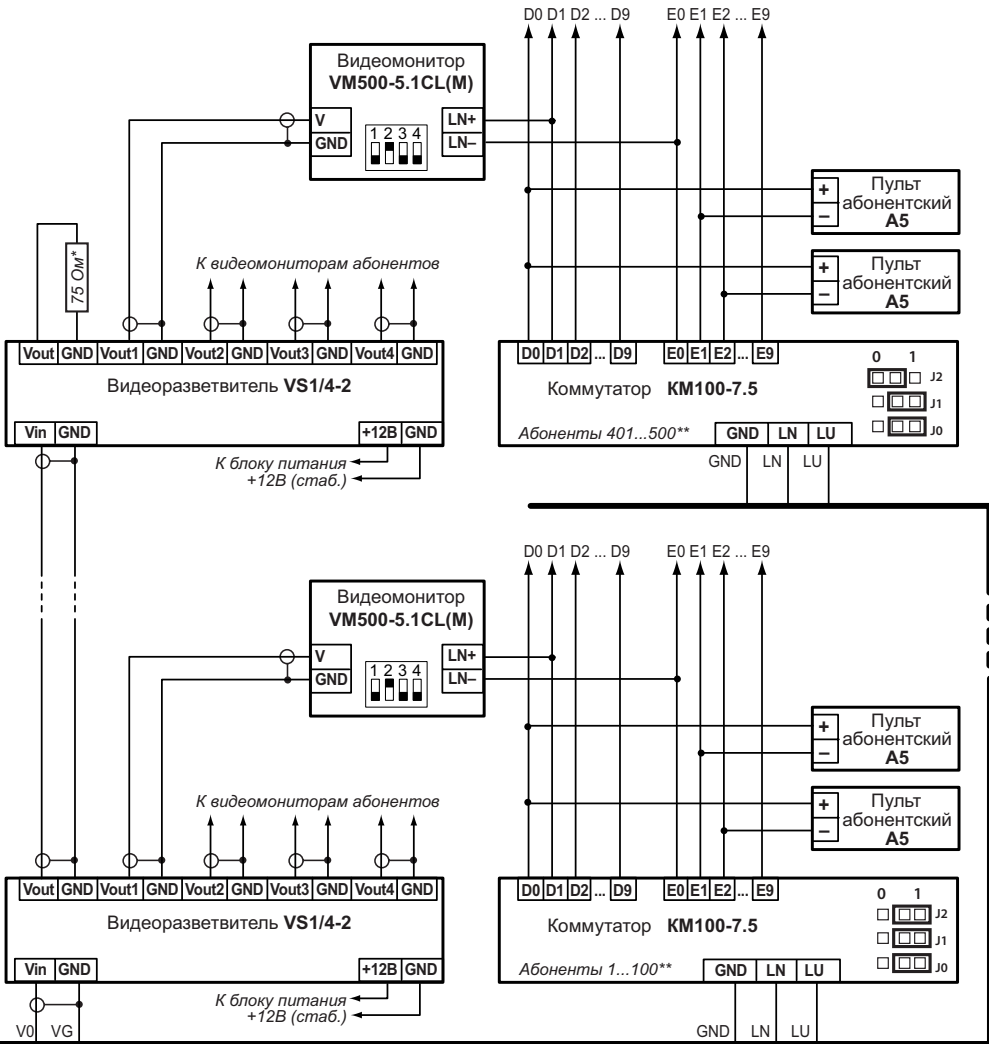 D0 D1 D2 ... D9 E0 E1 E2 ... E9
Видеомонитор
VM500-5.1CL(M)
V LN+
GND LN–
1 2 3 4
Пульт
абонентский
A5
+
–
Пульт
абонентский
A5
+
–
75 Ом*
К видеомониторам абонентов
Vout GND Vout1 GND Vout2 GND Vout3 GND Vout4 GND
Видеоразветвитель VS1/4-2
Vin GND +12В GND
К блоку питания
+12В (стаб.)
D0 D1 D2 ... D9 E0 E1 E2 ... E9
Коммутатор КМ100-7.5
0 1
J2
J1
J0
Абоненты 401...500** GND LN LU
GND LN LU
D0 D1 D2 ... D9 E0 E1 E2 ... E9
Видеомонитор
VM500-5.1CL(M)
V LN+
GND LN–
1 2 3 4
Пульт
абонентский
A5
+
–
Пульт
абонентский
A5
+
–
К видеомониторам абонентов
Vout GND Vout1 GND Vout2 GND Vout3 GND Vout4 GND
Видеоразветвитель VS1/4-2
Vin GND +12В GND
К блоку питания
+12В (стаб.)
V0 VG
D0 D1 D2 ... D9 E0 E1 E2 ... E9
Коммутатор КМ100-7.5
0 1
J2
J1
J0
Абоненты 1...100** GND LN LU
GND LN LU